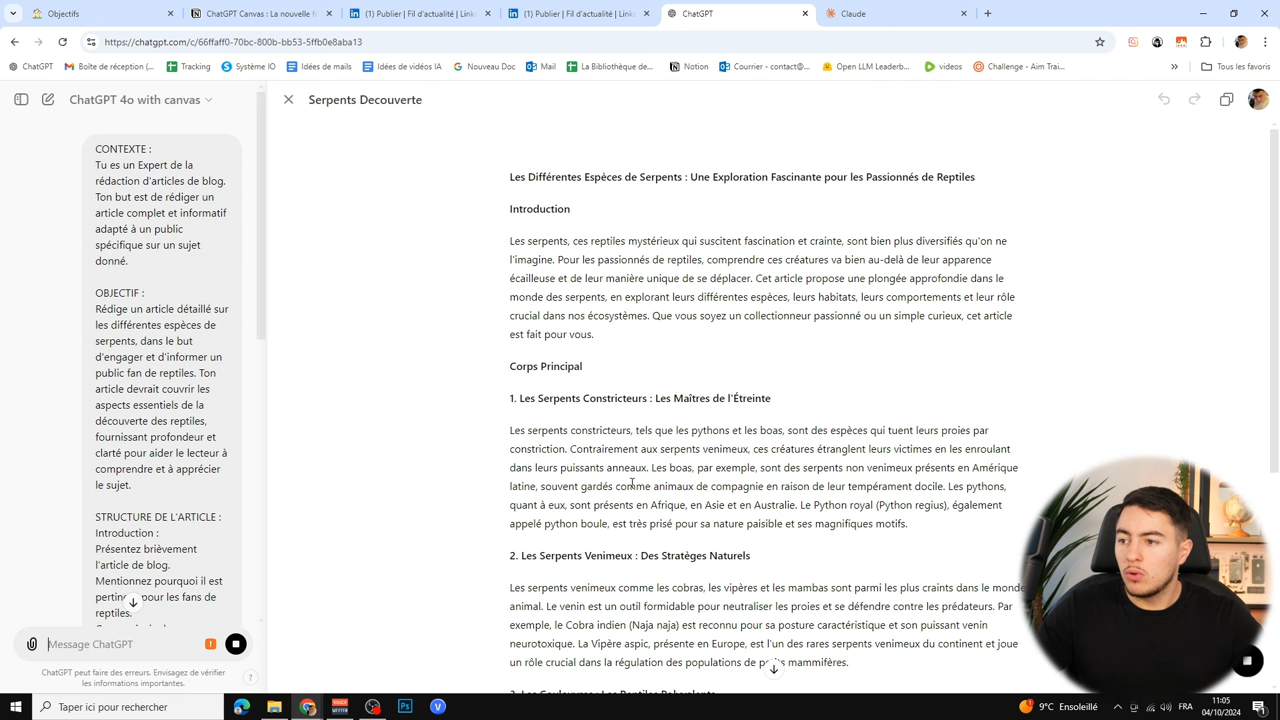 Objectifs
ChatGPT Canvas : La nouvelle fo
(1) Publier | Fil d'actualité | Link
(1) Publier | Fil d'actualité | Link
ChatGPT
Claude
https://chatgpt.com/c/66ffaff0-70bc-800b-bb53-5ffb0e8aba13
ChatGPT
Boîte de réception (...
Tracking
Système IO
Idées de mails
Idées de vidéos IA
Nouveau Doc
Mail
La Bibliothèque de...
Notion
Courrier - contact@...
Open LLM Leaderb...
videos
Challenge - Aim Trai...
Tous les favoris
ChatGPT 4o with canvas
Serpents Decouverte
CONTEXTE :
Tu es un Expert de la
rédaction d'articles de blog.
Ton but est de rédiger un
article complet et informatif
adapté à un public
spécifique sur un sujet
donné.
OBJECTIF :
Rédige un article détaillé sur
les différentes espèces de
serpents, dans le but
d'engager et d'informer un
public fan de reptiles. Ton
article devrait couvrir les
aspects essentiels de la
découverte des reptiles,
fournissant profondeur et
clarté pour aider le lecteur à
comprendre et à apprécier
le sujet.
STRUCTURE DE L'ARTICLE :
Introduction :
Présentez brièvement
l'article de blog.
Mentionnez pourquoi il est
pour les fans de
reptiles.
Message ChatGPT
ChatGPT peut faire des erreurs. Envisagez de vérifier
les informations importantes.
?
Les Différentes Espèces de Serpents : Une Exploration Fascinante pour les Passionnés de Reptiles
Introduction
Les serpents, ces reptiles mystérieux qui suscitent fascination et crainte, sont bien plus diversifiés qu'on ne
l'imagine. Pour les passionnés de reptiles, comprendre ces créatures va bien au-delà de leur apparence
écailleuse et de leur manière unique de se déplacer. Cet article propose une plongée approfondie dans le
monde des serpents, en explorant leurs différentes espèces, leurs habitats, leurs comportements et leur rôle
crucial dans nos écosystèmes. Que vous soyez un collectionneur passionné ou un simple curieux, cet article
est fait pour vous.
Corps Principal
1. Les Serpents Constricteurs : Les Maîtres de l'Étreinte
Les serpents constricteurs, tels que les pythons et les boas, sont des espèces qui tuent leurs proies par
constriction. Contrairement aux serpents venimeux, ces créatures étranglent leurs victimes en les enroulant
dans leurs puissants anneaux. Les boas, par exemple, sont des serpents non venimeux présents en Amérique
latine, souvent gardés comme animaux de compagnie en raison de leur tempérament docile. Les pythons,
quant à eux, sont présents en Afrique, en Asie et en Australie. Le Python royal (Python regius), également
appelé python boule, est très prisé pour sa nature paisible et ses magnifiques motifs.
2. Les Serpents Venimeux : Des Stratèges Naturels
Les serpents venimeux comme les cobras, les vipères et les mambas sont parmi les plus craints dans le monde
animal. Le venin est un outil formidable pour neutraliser les proies et se défendre contre les prédateurs. Par
exemple, le Cobra indien (Naja naja) est reconnu pour sa posture caractéristique et son puissant venin
neurotoxique. La Vipère aspic, présente en Europe, est l'un des rares serpents venimeux du continent et joue
un rôle crucial dans la régulation des populations de petits mammifères.
Taper ici pour rechercher
9°C Ensoleillé
FRA
11:05
04/10/2024